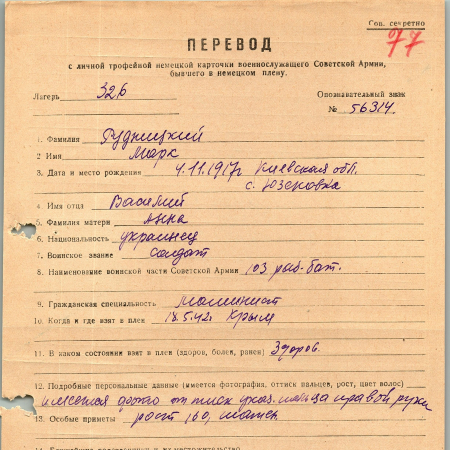 Сов. секретно
77
ПЕРЕВОД
с личной трофейной немецкой карточки военнослужащего Советской Армии,
бывшего в немецком плену.
Лагерь 326
Опознавательный знак
№ 56314
1. Фамилия Рудницкий
2 Имя Марк
3. Дата и место рождения 4.11.1917г Киевская обл.
с. Юзеровка
4. Имя отца Василий
5. Фамилия матери Анна
6. Национальность украинец
7. Воинское звание солдат
8. Наименование воинской части Советской Армии 103 раб. бат.
9. Гражданская специальность машинист
10. Когда и где взят в плен 18.5.42г. Крым
11. В каком состоянии взят в плен (здоров, болен, ранен) Здоров.
12. Подробные персональные данные (имеется фотография, оттиск пальцев, рост, цвет волос)
имеется фото оттиск указ. пальца правой руки
13. Особые приметы рост 160,